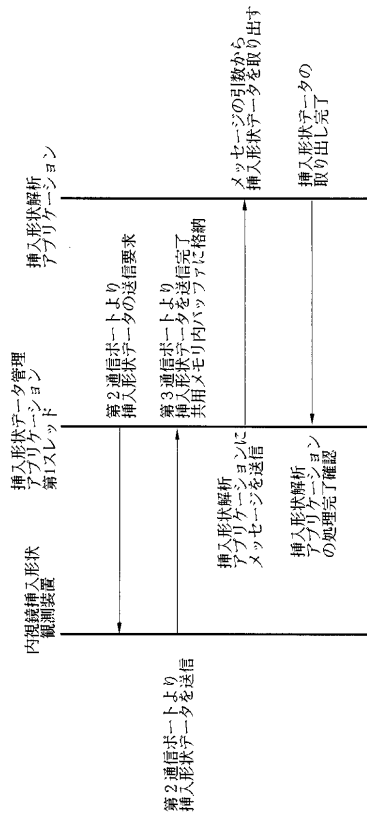 内視鏡挿入形状
観測装置
挿入形状データ管理
アプリケーション
第1スレッド
挿入形状解析
アプリケーション
第2通信ポートより
挿入形状データの送信要求
第2通信ポートより
挿入形状データを送信
第3通信ポートより
挿入形状データを送信完了
共用メモリ内バッファに格納
挿入形状解析
アプリケーションに
メッセージを送信
メッセージの引数から
挿入形状データを取り出す
挿入形状解析
アプリケーション
の処理完了確認
挿入形状データの
取り出し完了